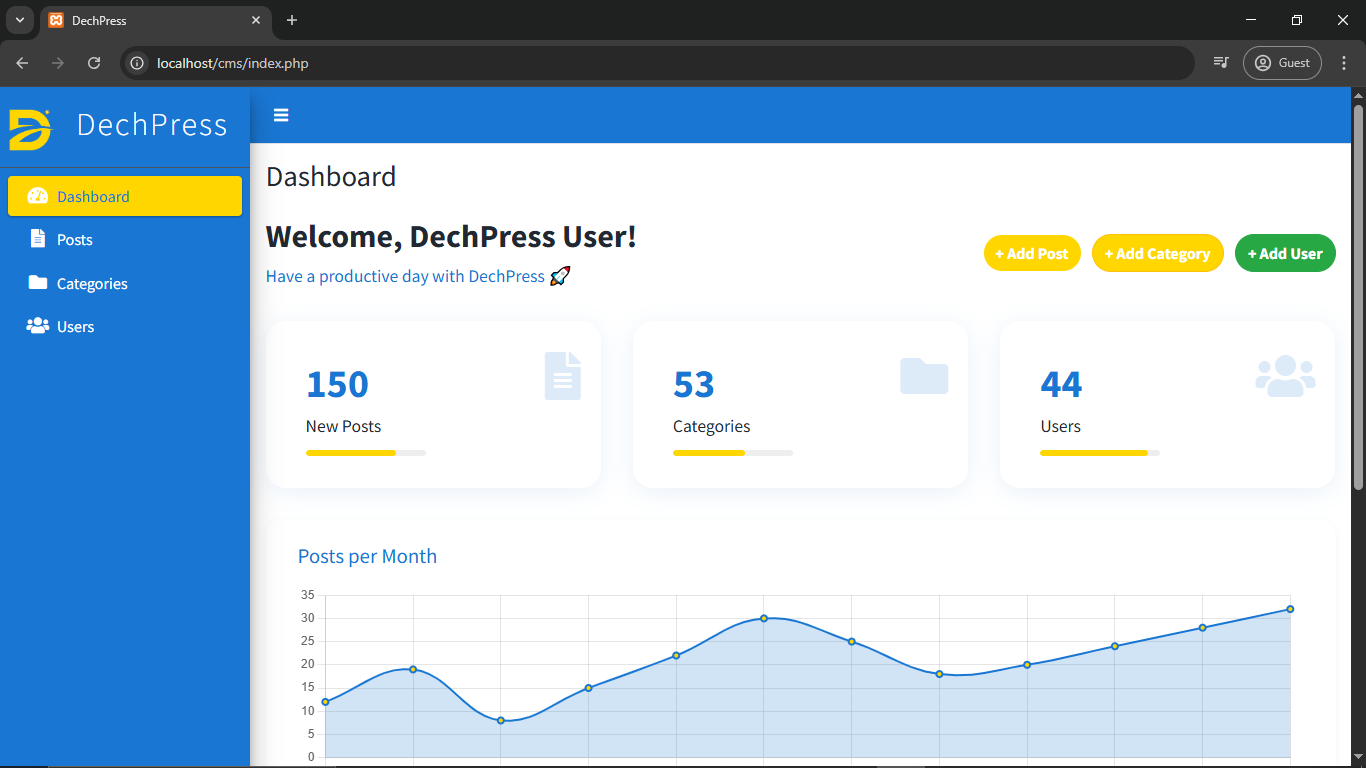 DechPress
localhost/cms/index.php
Guest
DechPress
Dashboard
Posts
Categories
Users
Dashboard
Welcome, DechPress User!
Have a productive day with DechPress 🚀
+ Add Post
+ Add Category
+ Add User
150
New Posts
53
Categories
44
Users
Posts per Month
35
30
25
20
15
10
5
0